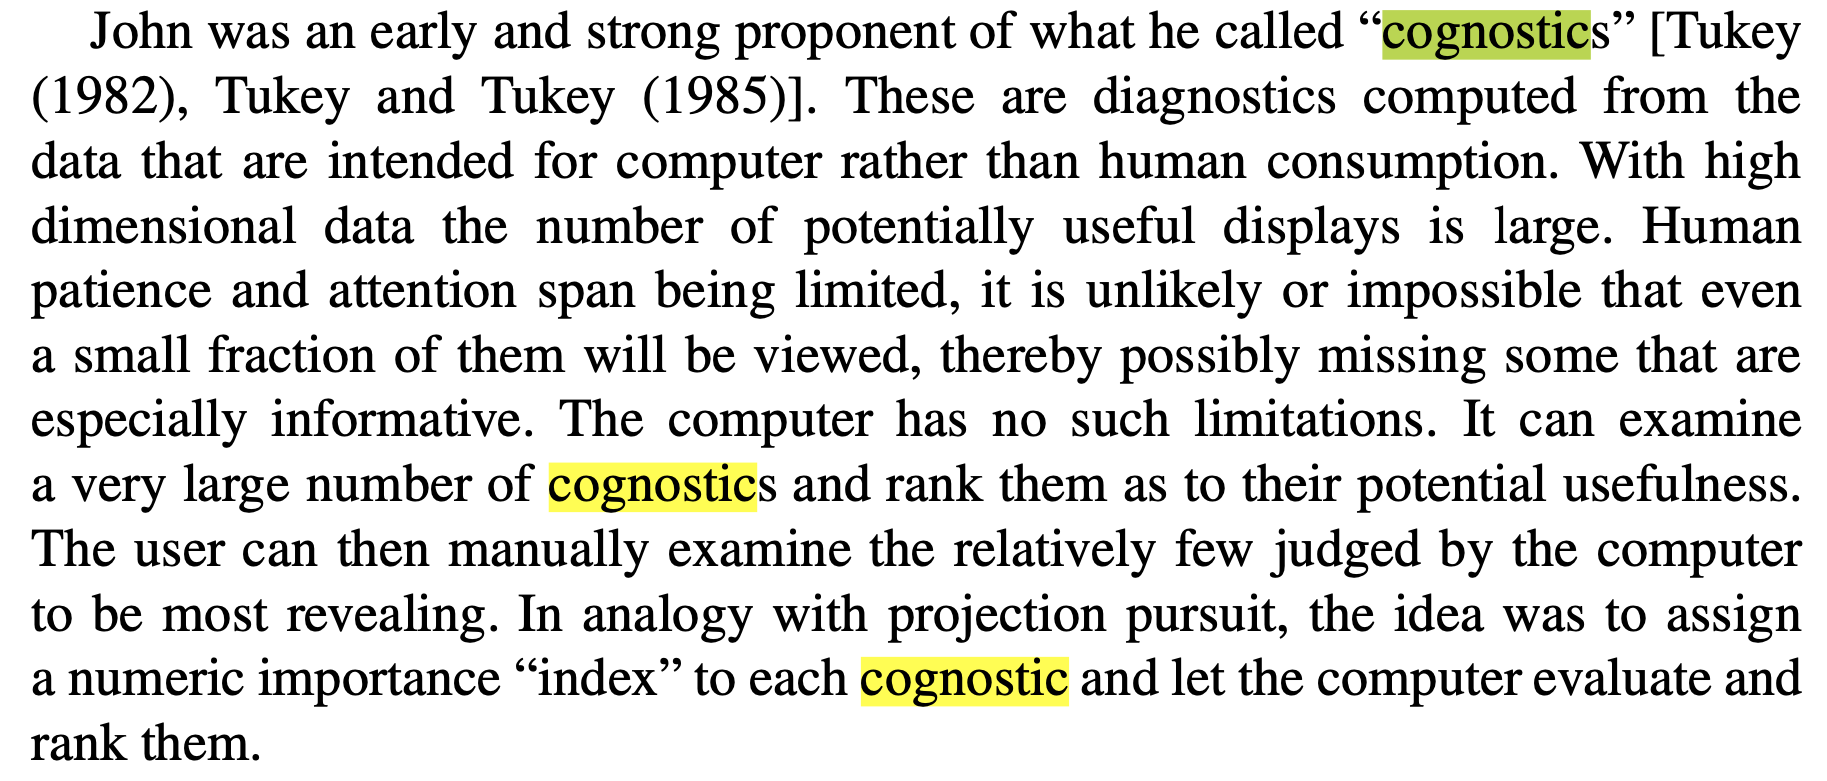 John was an early and strong proponent of what he called “cognostics” [Tukey
(1982), Tukey and Tukey (1985)]. These are diagnostics computed from the
data that are intended for computer rather than human consumption. With high
dimensional data the number of potentially useful displays is large. Human
patience and attention span being limited, it is unlikely or impossible that even
a small fraction of them will be viewed, thereby possibly missing some that are
especially informative. The computer has no such limitations. It can examine
a very large number of cognostics and rank them as to their potential usefulness.
The user can then manually examine the relatively few judged by the computer
to be most revealing. In analogy with projection pursuit, the idea was to assign
a numeric importance “index” to each cognostic and let the computer evaluate and
rank them.